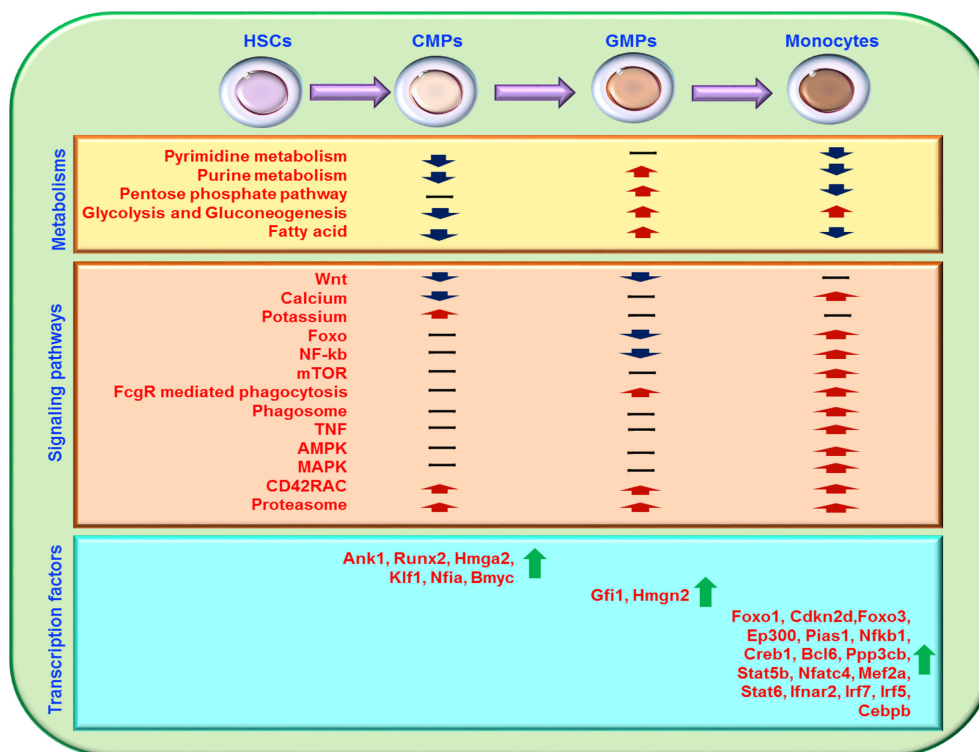 HSCs CMPs GMPs Monocytes
Metabolisms
Pyrimidine metabolism
Purine metabolism
Pentose phosphate pathway
Glycolysis and Gluconeogenesis
Fatty acid
Signaling pathways
Wnt
Calcium
Potassium
Foxo
NF-kb
mTOR
FcgR mediated phagocytosis
Phagosome
TNF
AMPK
MAPK
CD42RAC
Proteasome
Transcription factors
Ank1, Runx2, Hmga2,
Klf1, Nfia, Bmyc
Gfi1, Hmgn2
Foxo1, Cdkn2d,Foxo3,
Ep300, Pias1, Nfkb1,
Creb1, Bcl6, Ppp3cb,
Stat5b, Nfatc4, Mef2a,
Stat6, Ifnar2, Irf7, Irf5,
Cebpb